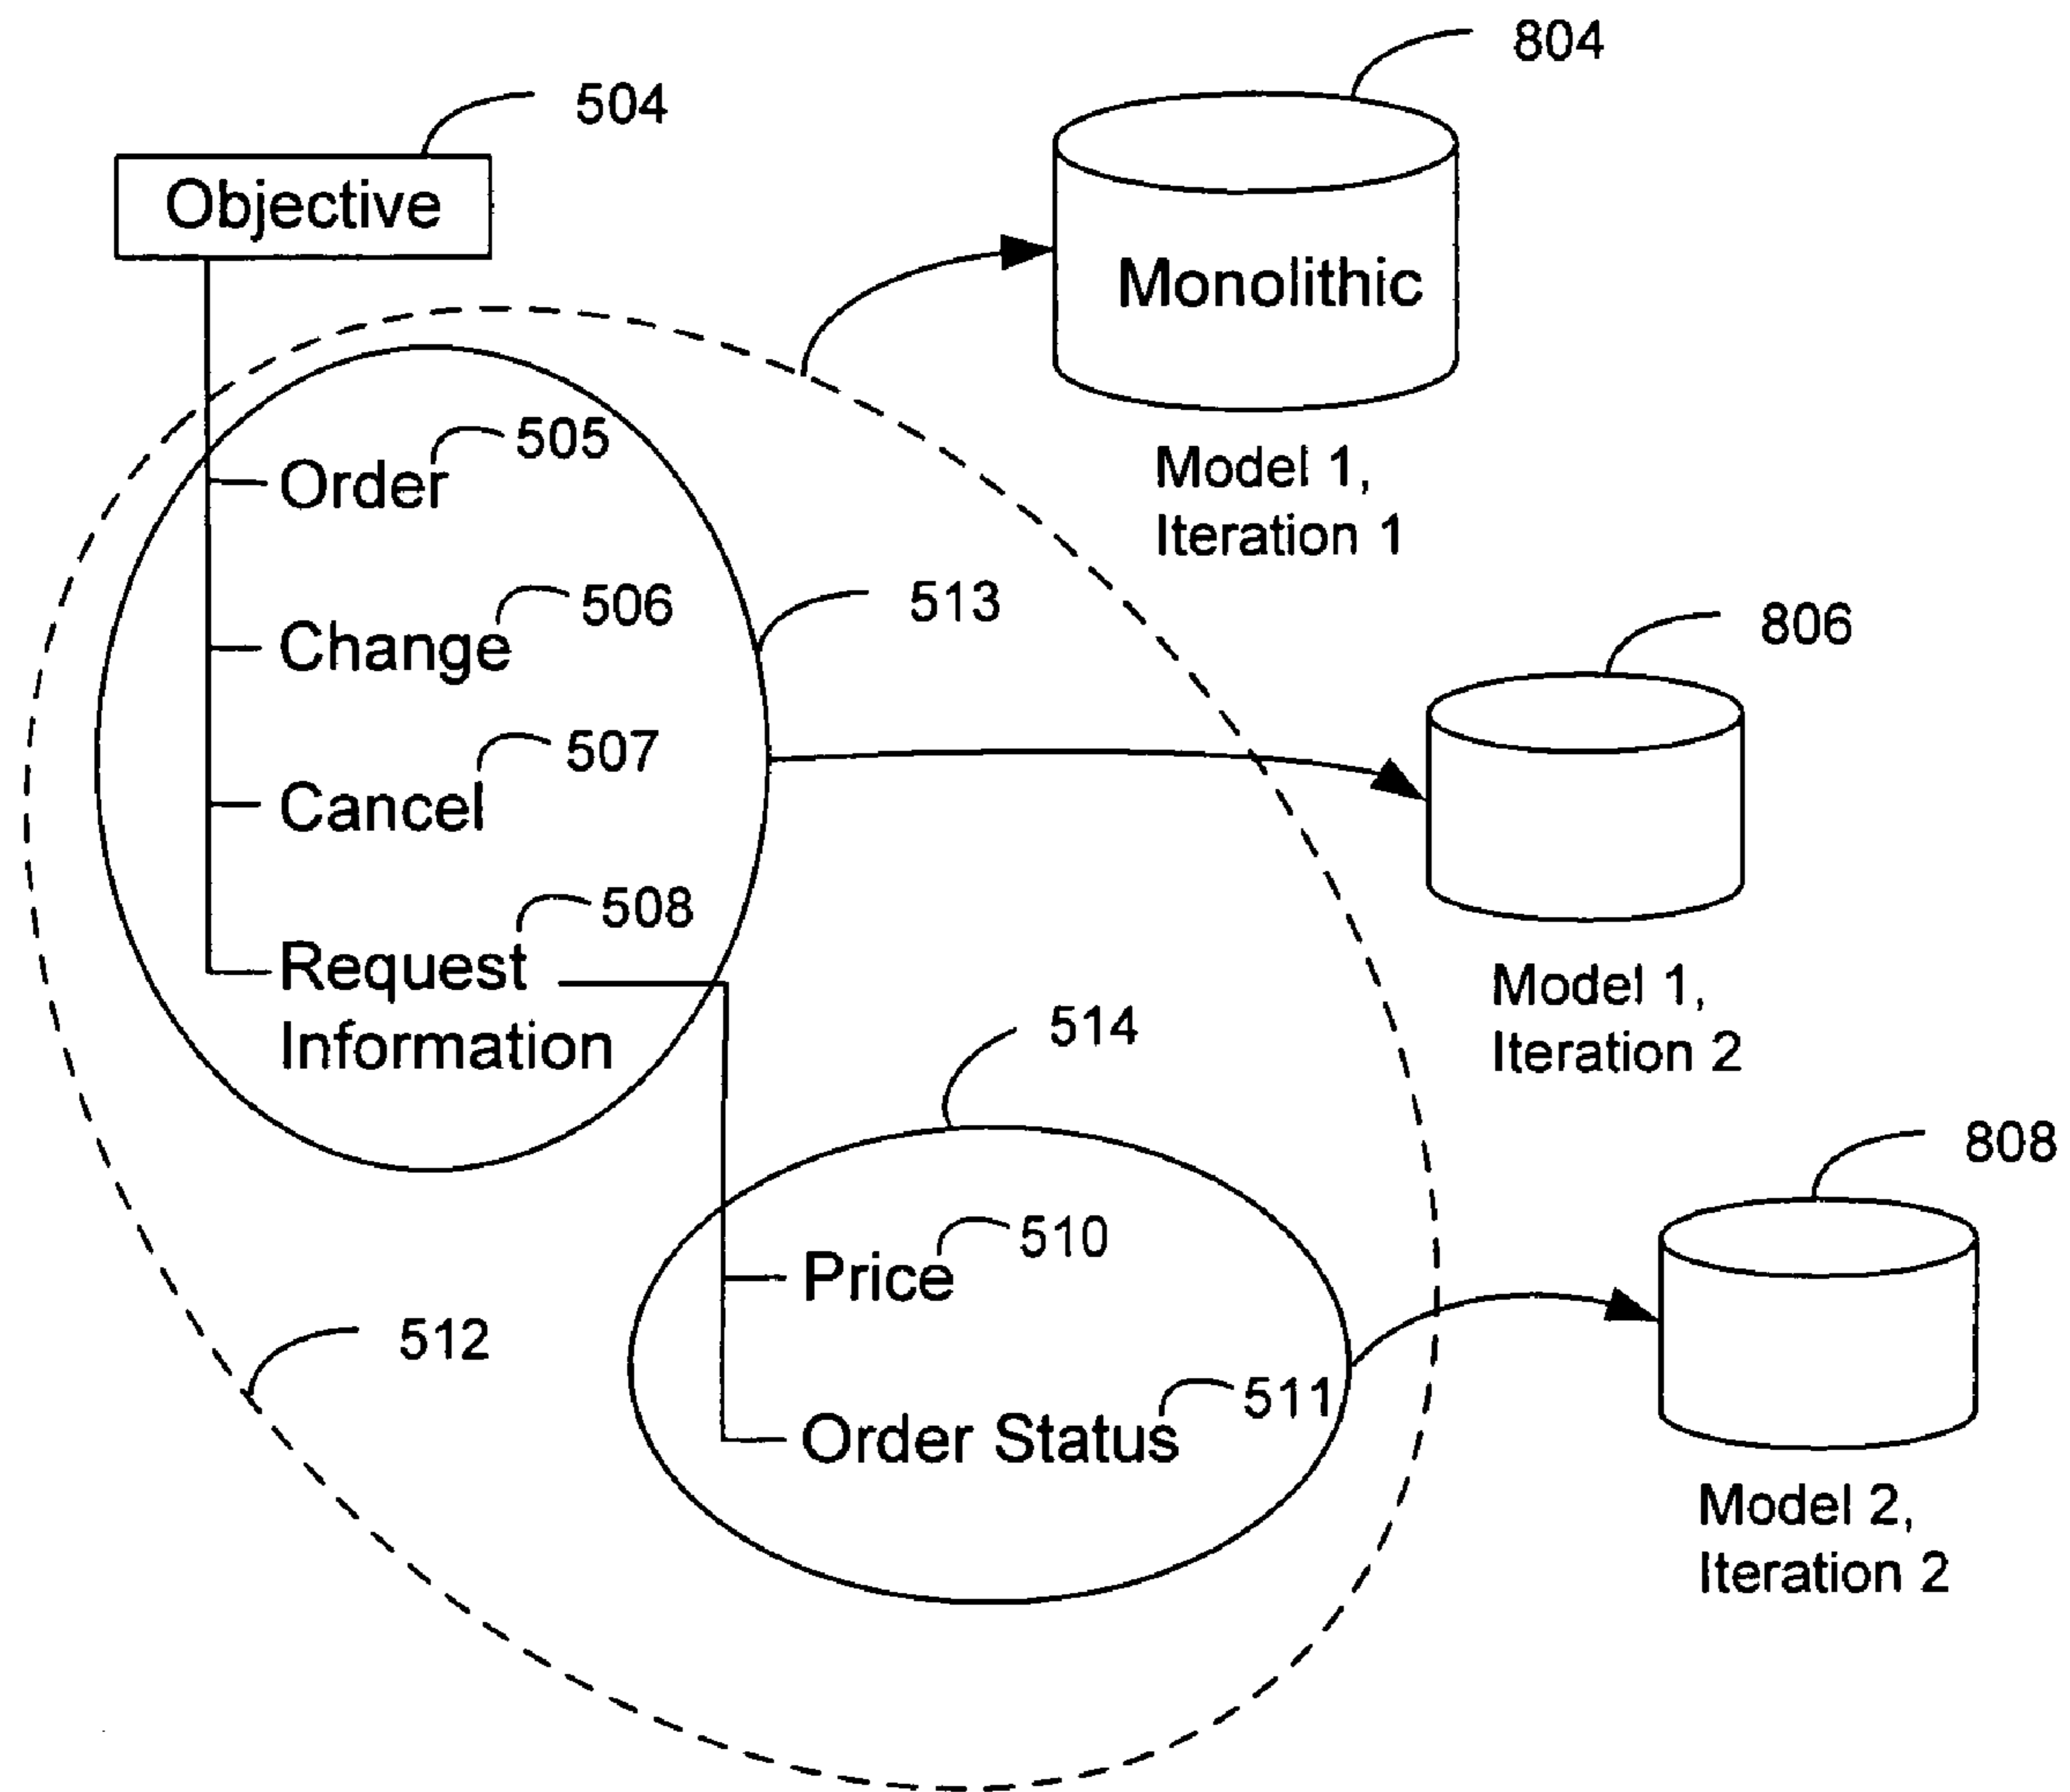 804
504
Objective
Monolithic
505
Order
Model 1,
Iteration 1
506
Change
513
806
507
Cancel
508
Request
Information
Model 1,
Iteration 2
514
808
510
Price
512
511
Order Status
Model 2,
Iteration 2